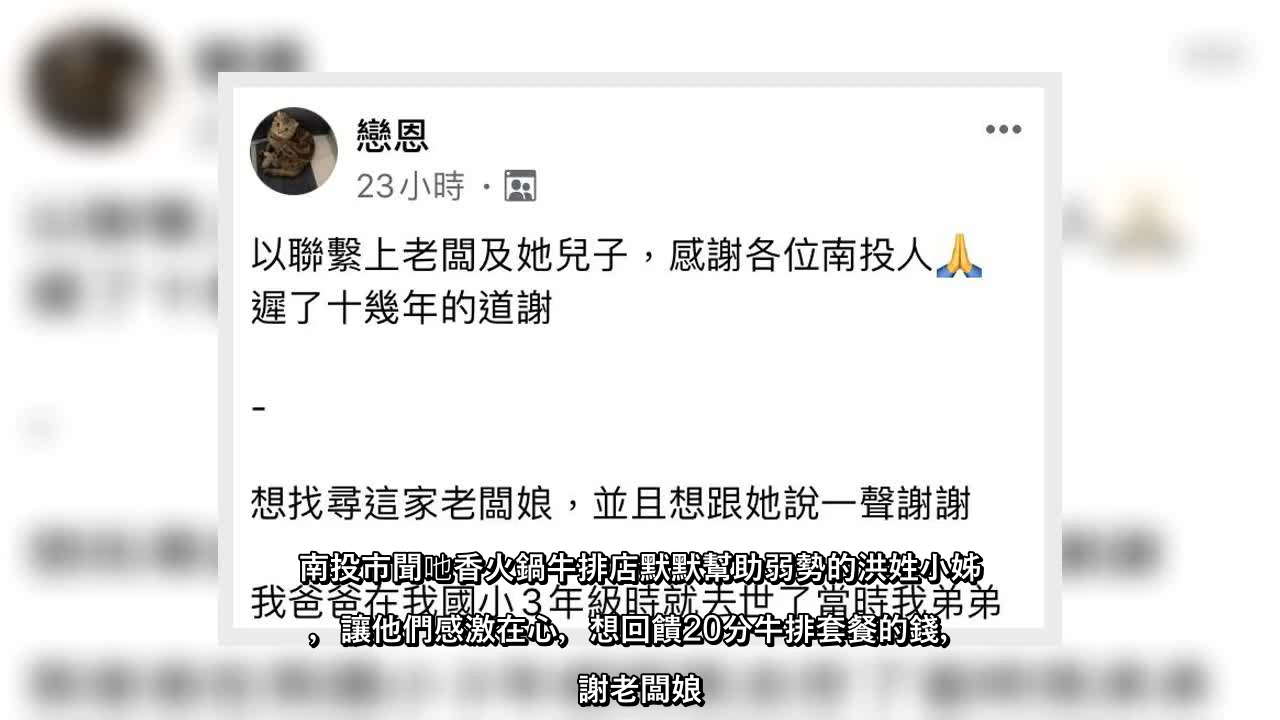 戀恩
23小時 ·
以聯繫上老闆及她兒子，感謝各位南投人🙏
遲了十幾年的道謝
-
想找尋這家老闆娘，並且想跟她說一聲謝謝
南投市聞吔香火鍋牛排店默默幫助弱勢的洪姓小姊
我爸爸在我國小3年級時就去世了當時我弟弟
，讓他們感激在心，想回饋20分牛排套餐的錢，
謝老闆娘